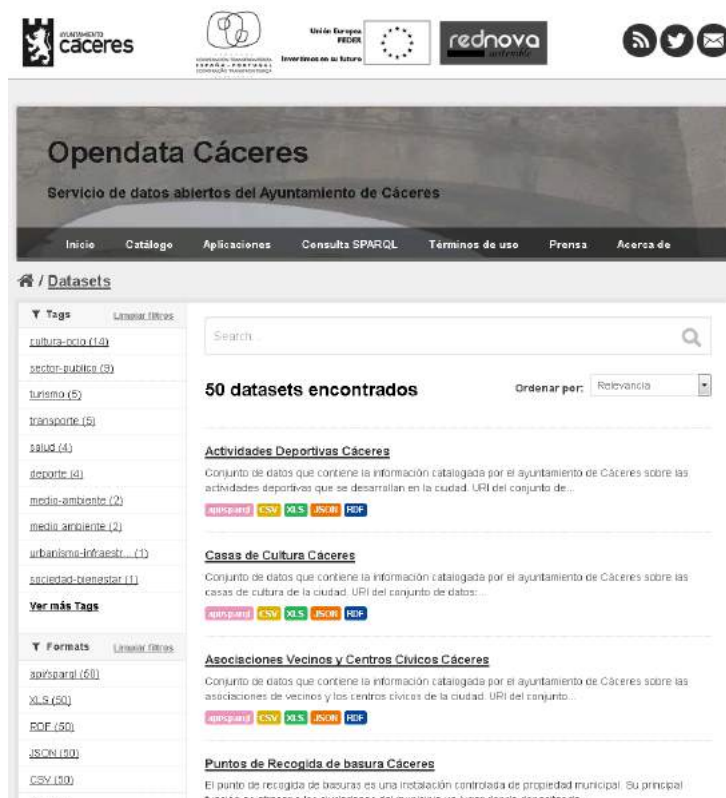 AYUNTAMIENTO
cáceres
COOPERACIÓN TRANSFRONTERIZA
ESPAÑA - PORTUGAL
COOPERAÇÃO TRANSFRONTEIRIÇA
Unión Europea
FEDER
Invertimos en su futuro
rednova
sostenible
Opendata Cáceres
Servicio de datos abiertos del Ayuntamiento de Cáceres
Inicio Catálogo Aplicaciones Consulta SPARQL Términos de uso Prensa Acerca de
/ Datasets
Tags Limpiar filtros
cultura-ocio (14)
sector-publico (9)
turismo (5)
transporte (5)
salud (4)
deporte (4)
medio-ambiente (2)
medio ambiente (2)
urbanismo-infraestr... (1)
sociedad-bienestar (1)
Ver más Tags
Formats Limpiar filtros
api/sparql (50)
XLS (50)
RDF (50)
JSON (50)
CSV (50)
Search...
50 datasets encontrados
Ordenar por: Relevancia
Actividades Deportivas Cáceres
Conjunto de datos que contiene la información catalogada por el ayuntamiento de Cáceres sobre las
actividades deportivas que se desarrollan en la ciudad. URI del conjunto de...
api/sparql CSV XLS JSON RDF
Casas de Cultura Cáceres
Conjunto de datos que contiene la información catalogada por el ayuntamiento de Cáceres sobre las
casas de cultura de la ciudad. URI del conjunto de datos:...
api/sparql CSV XLS JSON RDF
Asociaciones Vecinos y Centros Cívicos Cáceres
Conjunto de datos que contiene la información catalogada por el ayuntamiento de Cáceres sobre las
asociaciones de vecinos y los centros cívicos de la ciudad. URI del conjunto...
api/sparql CSV XLS JSON RDF
Puntos de Recogida de basura Cáceres
El punto de recogida de basuras es una instalación controlada de propiedad municipal. Su principal